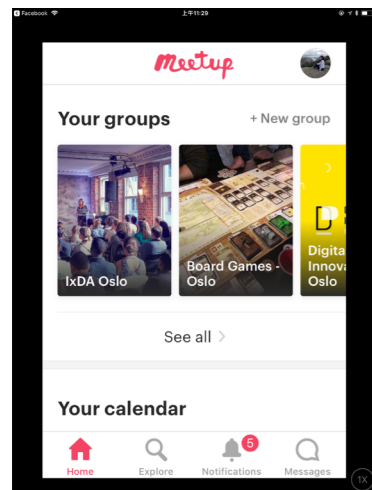 Facebook 上午11:29
meetup
Your groups + New group
IxDA Oslo
Board Games -
Oslo
D
Digita
Innova
Oslo
See all >
Your calendar
5
Home Explore Notifications Messages
1X